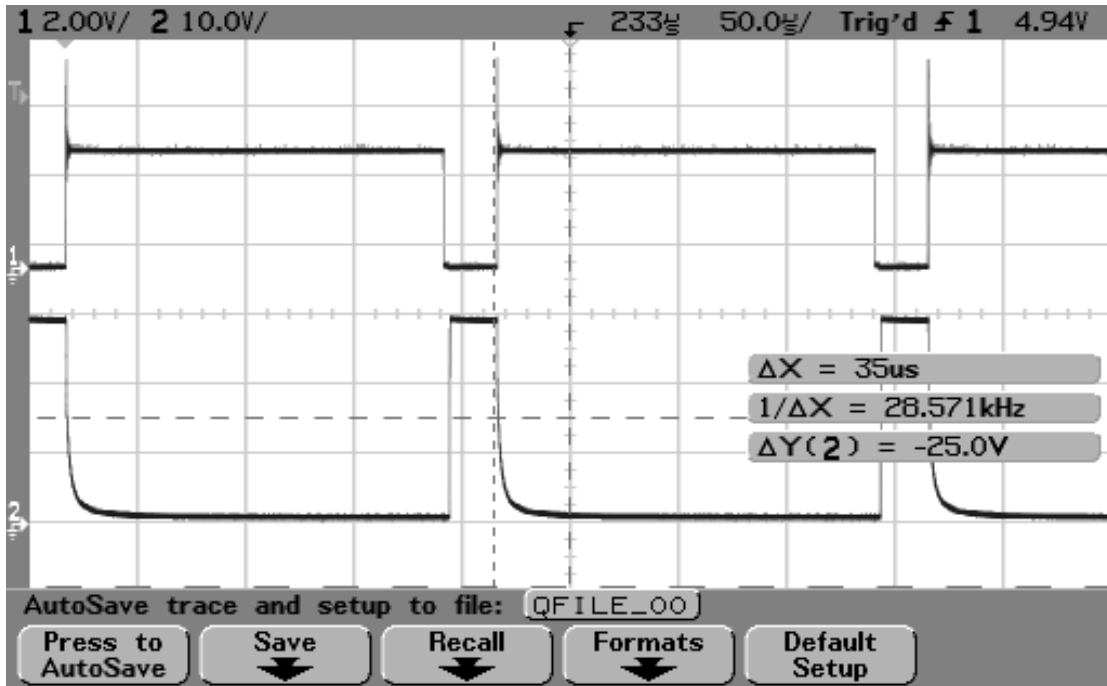 1 2.00V/ 2 10.0V/ 233µs 50.0µs/ Trig'd 1 4.94V
T
1
ΔX = 35us
1/ΔX = 28.571kHz
ΔY(2) = -25.0V
2
AutoSave trace and setup to file: QFILE_00
Press to AutoSave
Save
Recall
Formats
Default Setup